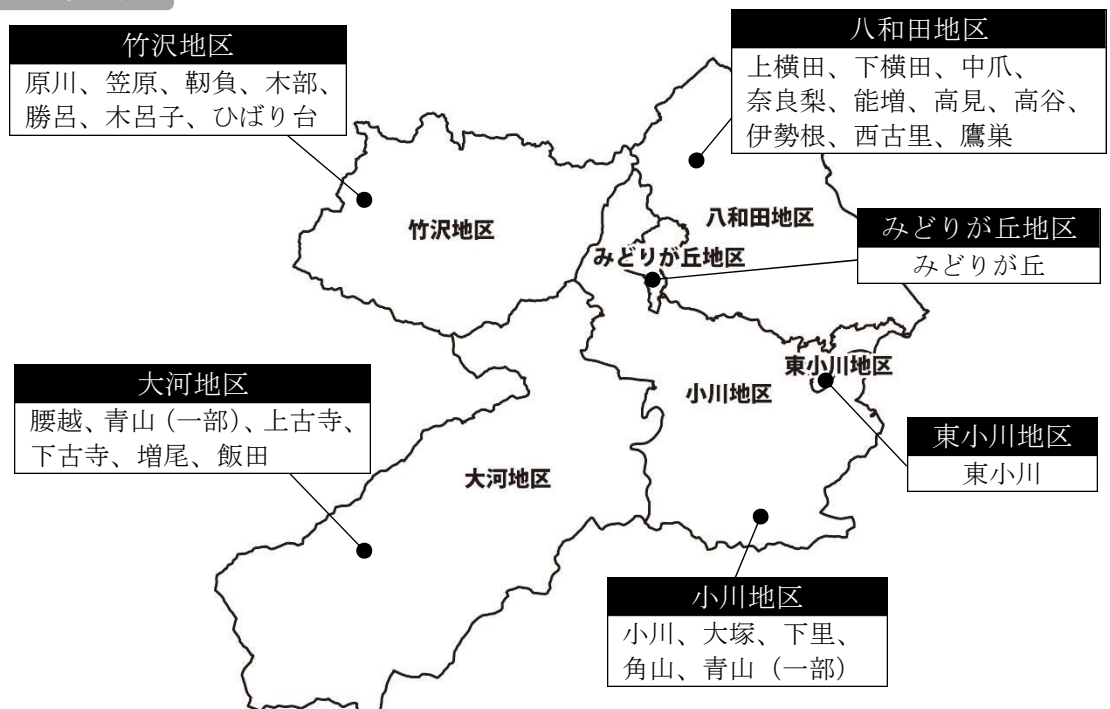 竹沢地区
原川、笠原、靭負、木部、
勝呂、木呂子、ひばり台
八和田地区
上横田、下横田、中爪、
奈良梨、能増、高見、高谷、
伊勢根、西古里、鷹巣
竹沢地区
八和田地区
みどりが丘地区
みどりが丘
みどりが丘地区
大河地区
腰越、青山（一部）、上古寺、
下古寺、増尾、飯田
東小川地区
小川地区
東小川地区
東小川
大河地区
小川地区
小川、大塚、下里、
角山、青山（一部）